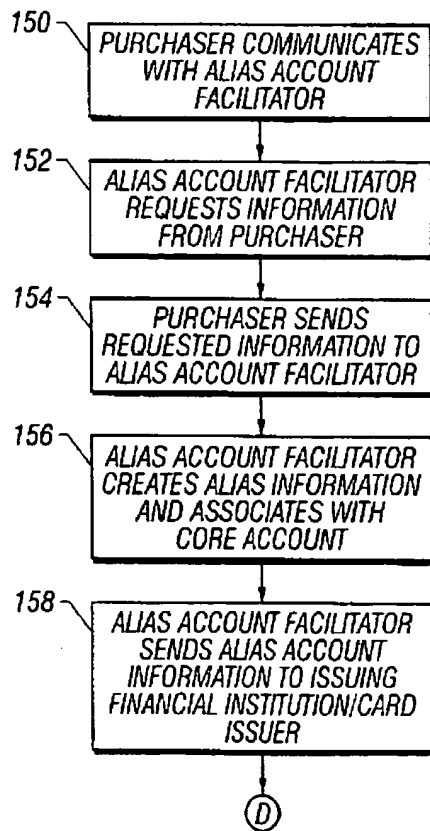 150
PURCHASER COMMUNICATES
WITH ALIAS ACCOUNT
FACILITATOR
152
ALIAS ACCOUNT FACILITATOR
REQUESTS INFORMATION
FROM PURCHASER
154
PURCHASER SENDS
REQUESTED INFORMATION TO
ALIAS ACCOUNT FACILITATOR
156
ALIAS ACCOUNT FACILITATOR
CREATES ALIAS INFORMATION
AND ASSOCIATES WITH
CORE ACCOUNT
158
ALIAS ACCOUNT FACILITATOR
SENDS ALIAS ACCOUNT
INFORMATION TO ISSUING
FINANCIAL INSTITUTION/CARD
ISSUER
D